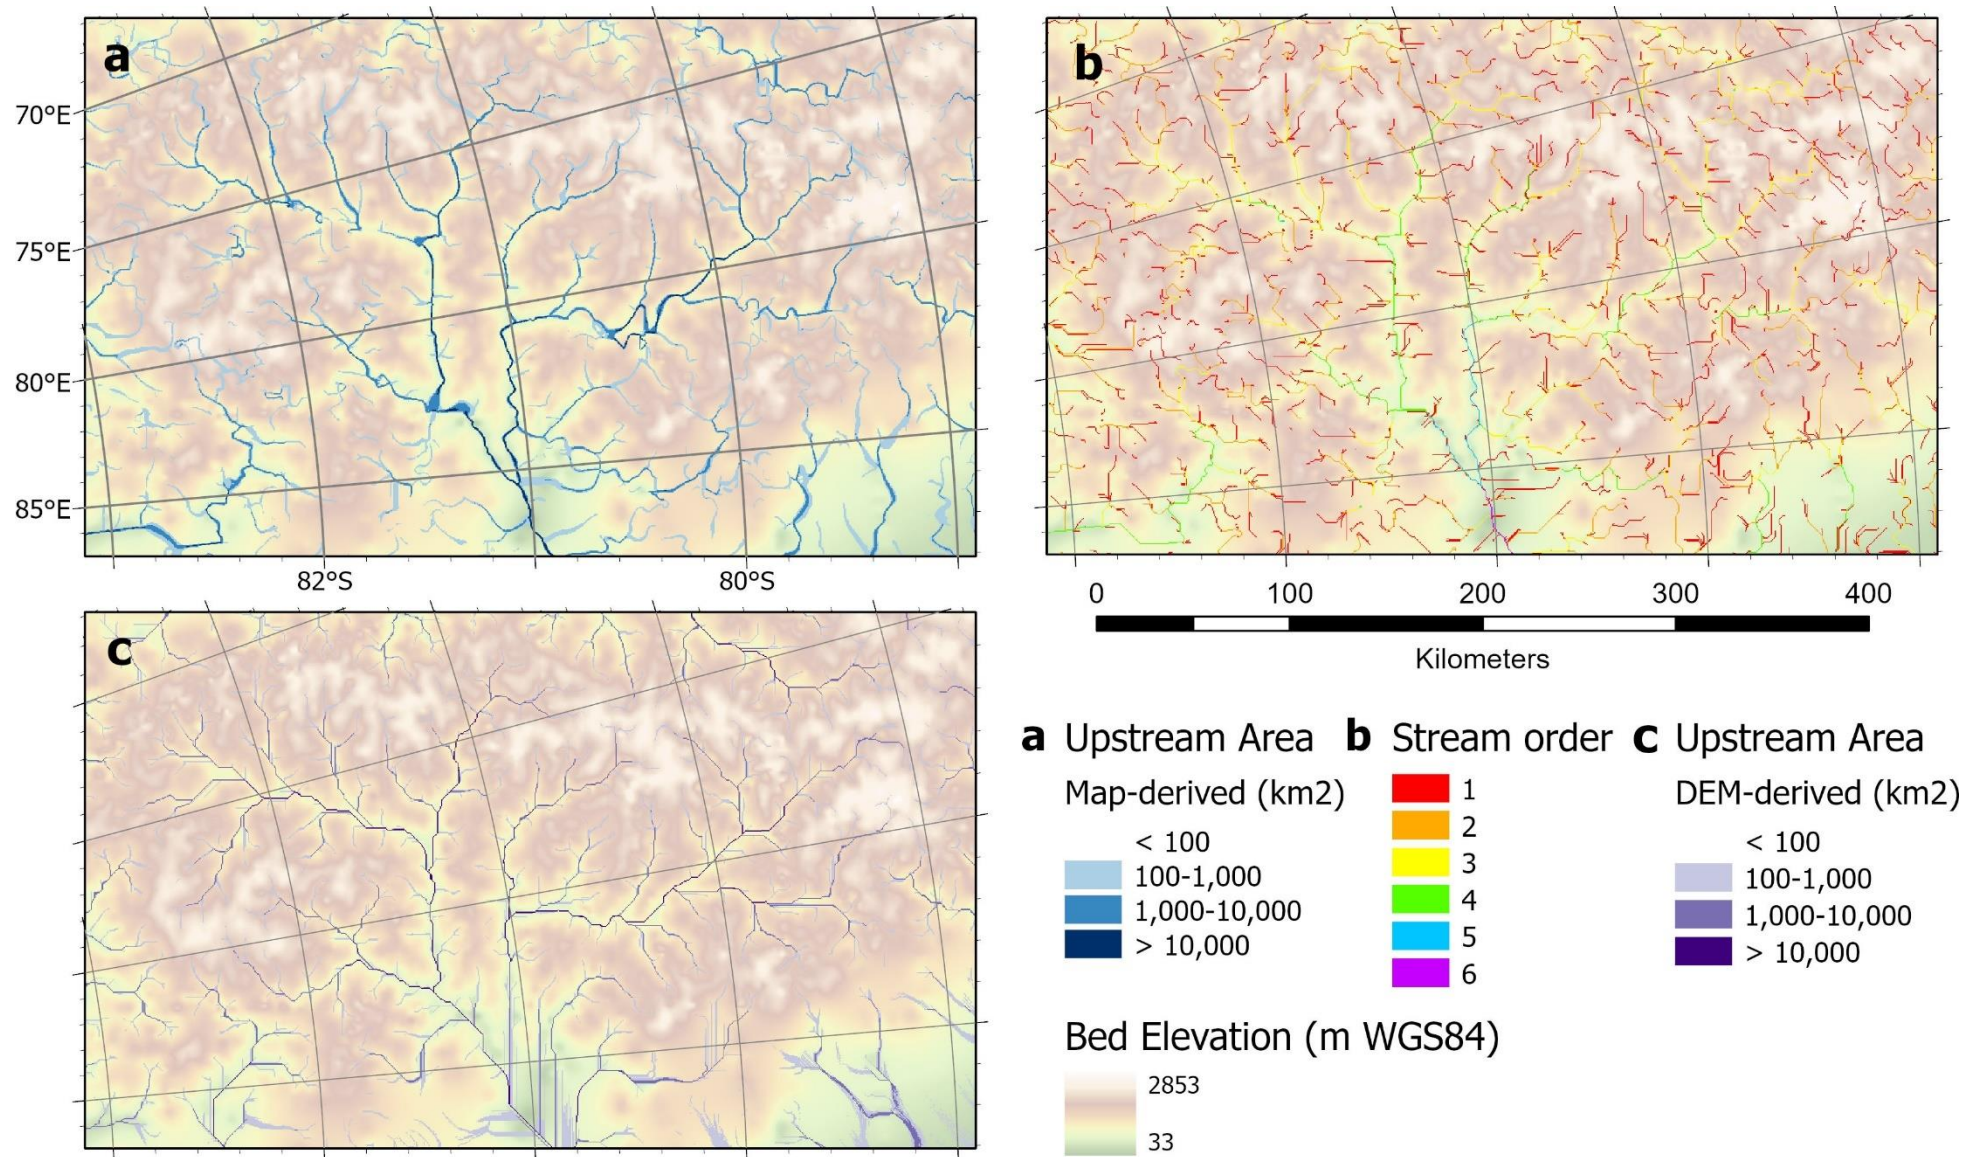 a
b
70°E
75°E
80°E
85°E
82°S
80°S
0 100 200 300 400
Kilometers
c
a Upstream Area
Map-derived (km2)
< 100
100-1,000
1,000-10,000
> 10,000
b Stream order
1
2
3
4
5
6
c Upstream Area
DEM-derived (km2)
< 100
100-1,000
1,000-10,000
> 10,000
Bed Elevation (m WGS84)
2853
33